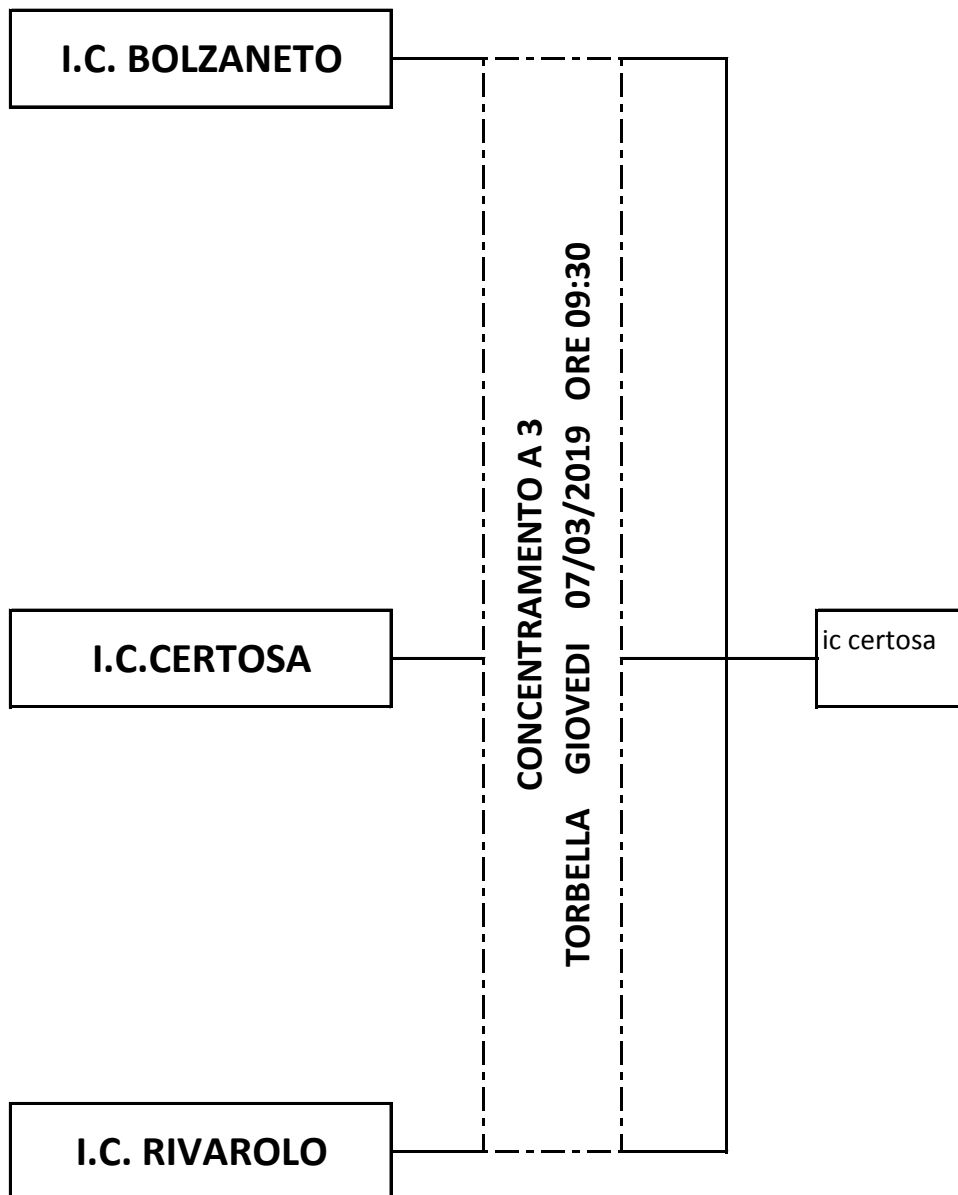 I.C. BOLZANETO
CONCENTRAMENTO A 3
TORBELLA GIOVEDI 07/03/2019 ORE 09:30
I.C.CERTOSA
ic certosa
I.C. RIVAROLO